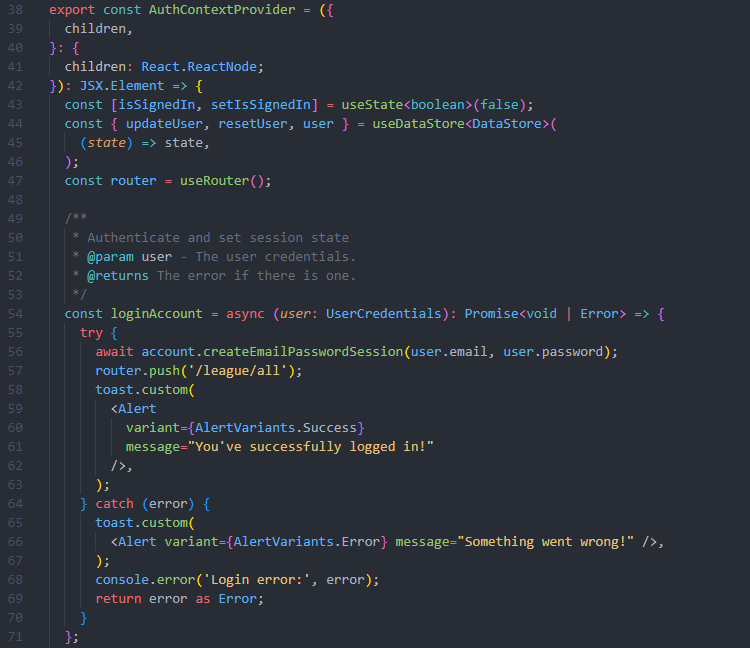 38 export const AuthContextProvider = ({
39   children,
40 }: {
41   children: React.ReactNode;
42 }): JSX.Element => {
43   const [isSignedIn, setIsSignedIn] = useState<boolean>(false);
44   const { updateUser, resetUser, user } = useDataStore<DataStore>(
45     (state) => state,
46   );
47   const router = useRouter();
48
49   /**
50    * Authenticate and set session state
51    * @param user - The user credentials.
52    * @returns The error if there is one.
53    */
54   const loginAccount = async (user: UserCredentials): Promise<void | Error> => {
55     try {
56       await account.createEmailPasswordSession(user.email, user.password);
57       router.push('/league/all');
58       toast.custom(
59         <Alert
60           variant={AlertVariants.Success}
61           message="You've successfully logged in!"
62         />,
63       );
64     } catch (error) {
65       toast.custom(
66         <Alert variant={AlertVariants.Error} message="Something went wrong!" />,
67       );
68       console.error('Login error:', error);
69       return error as Error;
70     }
71   };